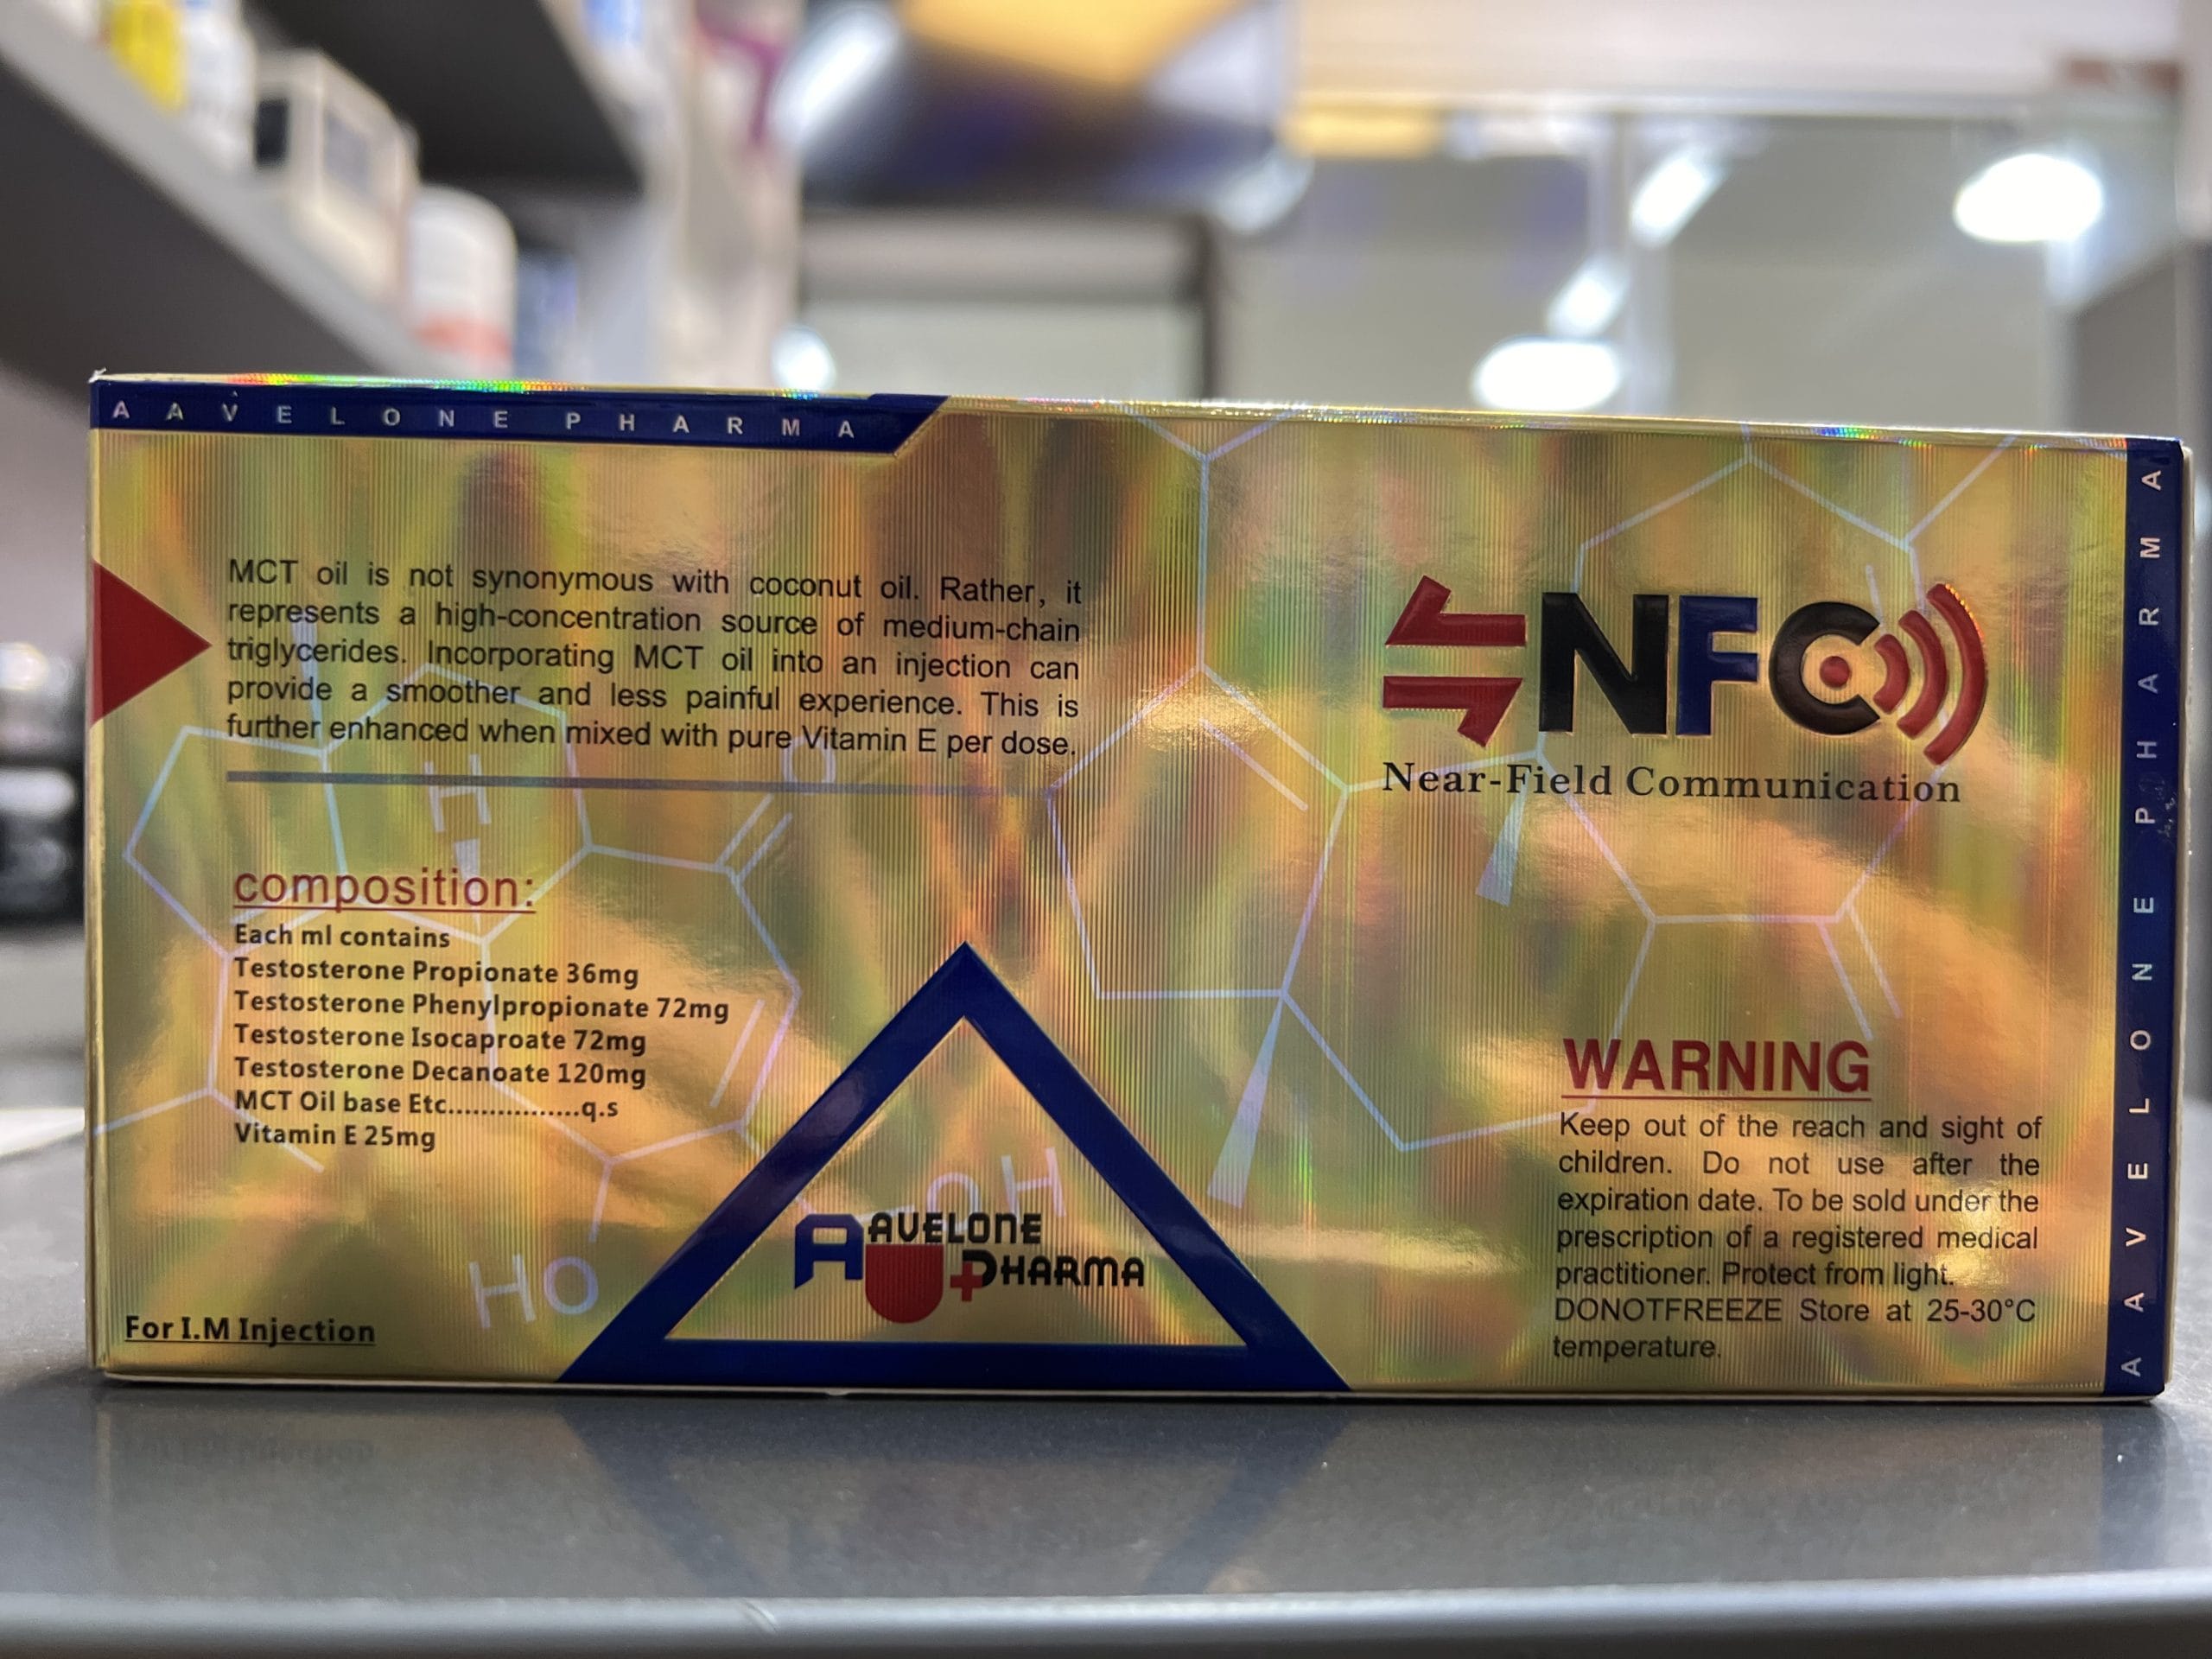 AAVELONE PHARMA
MCT oil is not synonymous with coconut oil. Rather, it
represents a high-concentration source of medium-chain
triglycerides. Incorporating MCT oil into an injection can
provide a smoother and less painful experience. This is
further enhanced when mixed with pure Vitamin E per dose.
composition:
Each ml contains
Testosterone Propionate 36mg
Testosterone Phenylpropionate 72mg
Testosterone Isocaproate 72mg
Testosterone Decanoate 120mg
MCT Oil base Etc................q.s
Vitamin E 25mg
For I.M Injection
H
H
O
HO
OH
AAVELONE
PHARMA
NFC
Near-Field Communication
WARNING
Keep out of the reach and sight of
children. Do not use after the
expiration date. To be sold under the
prescription of a registered medical
practitioner. Protect from light.
DONOTFREEZE Store at 25-30°C
temperature.
AAVELONE PHARMA